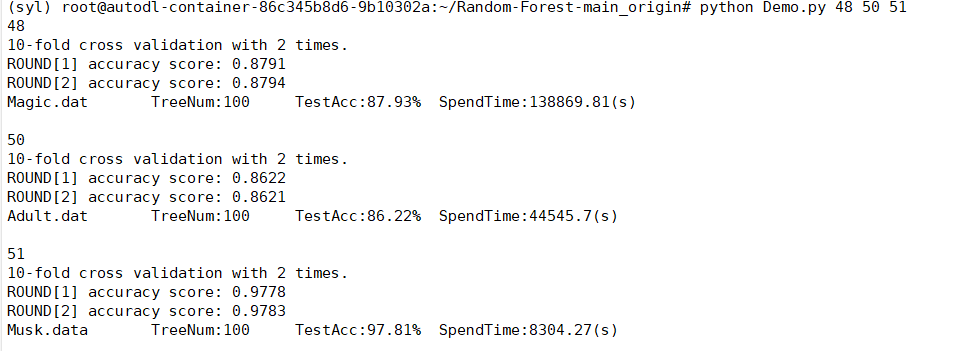 (syl) root@autodl-container-86c345b8d6-9b10302a:~/Random-Forest-main_origin# python Demo.py 48 50 51
48
10-fold cross validation with 2 times.
ROUND[1] accuracy score: 0.8791
ROUND[2] accuracy score: 0.8794
Magic.dat       TreeNum:100     TestAcc:87.93%  SpendTime:138869.81(s)

50
10-fold cross validation with 2 times.
ROUND[1] accuracy score: 0.8622
ROUND[2] accuracy score: 0.8621
Adult.dat       TreeNum:100     TestAcc:86.22%  SpendTime:44545.7(s)

51
10-fold cross validation with 2 times.
ROUND[1] accuracy score: 0.9778
ROUND[2] accuracy score: 0.9783
Musk.data       TreeNum:100     TestAcc:97.81%  SpendTime:8304.27(s)